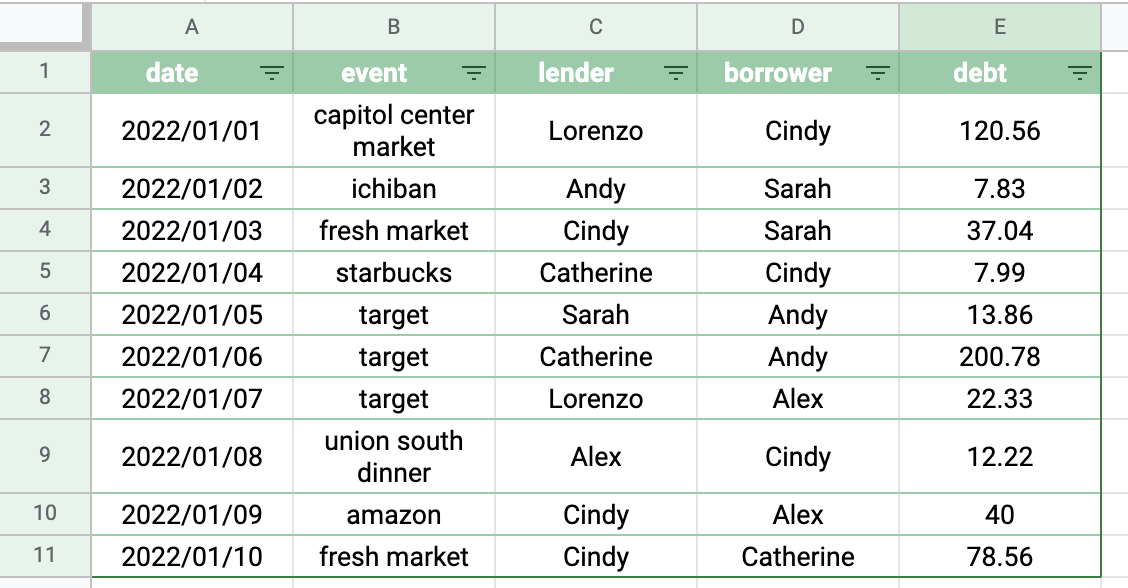 A B C D E
1 date event lender borrower debt
2 2022/01/01 capitol center market Lorenzo Cindy 120.56
3 2022/01/02 ichiban Andy Sarah 7.83
4 2022/01/03 fresh market Cindy Sarah 37.04
5 2022/01/04 starbucks Catherine Cindy 7.99
6 2022/01/05 target Sarah Andy 13.86
7 2022/01/06 target Catherine Andy 200.78
8 2022/01/07 target Lorenzo Alex 22.33
9 2022/01/08 union south dinner Alex Cindy 12.22
10 2022/01/09 amazon Cindy Alex 40
11 2022/01/10 fresh market Cindy Catherine 78.56